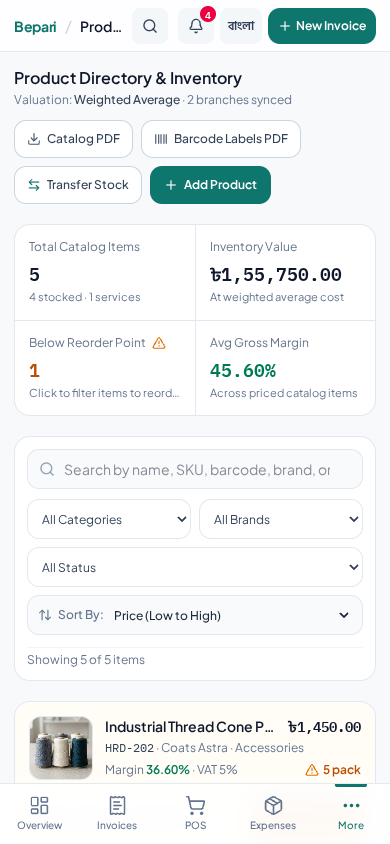 Bepari / Prod...
4
বাংলা
+ New Invoice
Product Directory & Inventory
Valuation: Weighted Average · 2 branches synced
Catalog PDF
Barcode Labels PDF
Transfer Stock
+ Add Product
Total Catalog Items
5
4 stocked · 1 services
Inventory Value
৳1,55,750.00
At weighted average cost
Below Reorder Point
1
Click to filter items to reord...
Avg Gross Margin
45.60%
Across priced catalog items
Search by name, SKU, barcode, brand, or
All Categories
All Brands
All Status
Sort By: Price (Low to High)
Showing 5 of 5 items
Industrial Thread Cone P... ৳1,450.00
HRD-202 · Coats Astra · Accessories
Margin 36.60% · VAT 5% 5 pack
Overview
Invoices
POS
Expenses
More